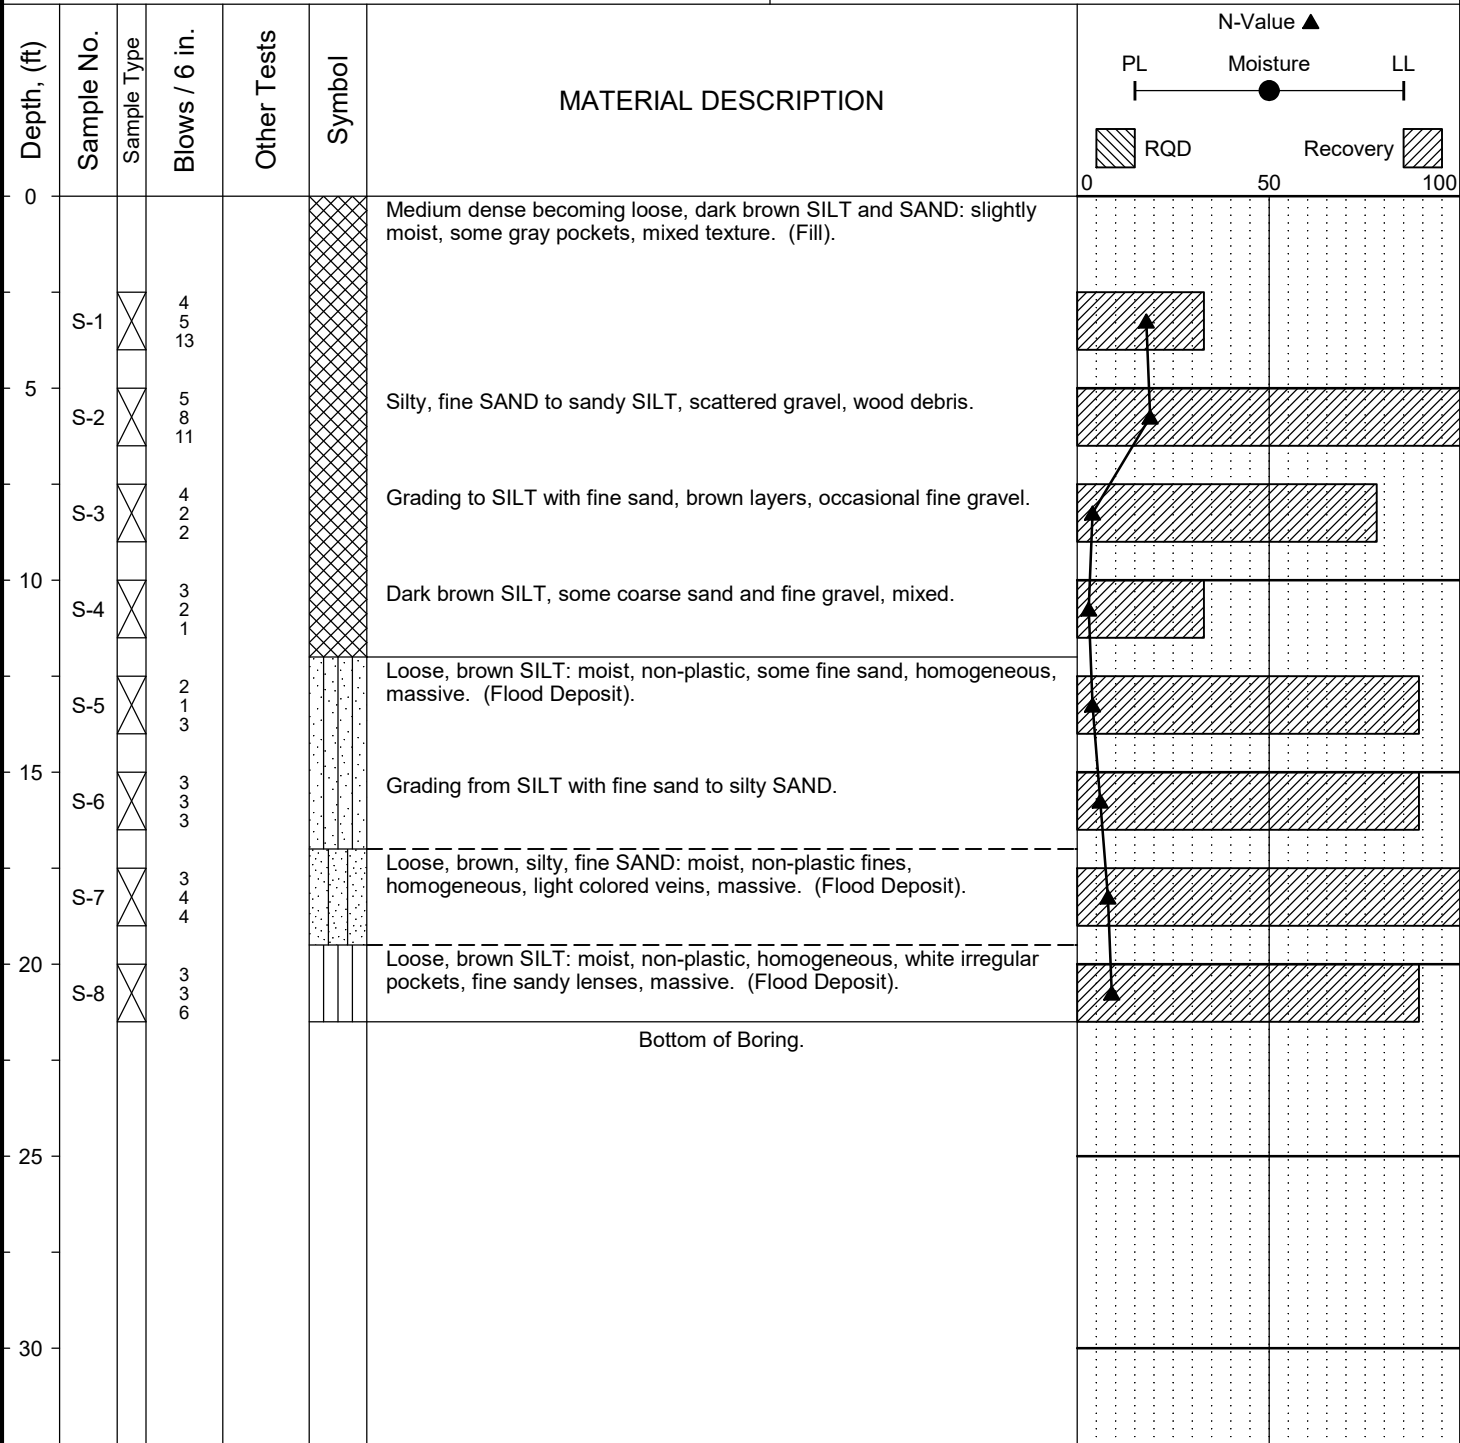 Depth, (ft)
Sample No.
Sample Type
Blows / 6 in.
Other Tests
Symbol
MATERIAL DESCRIPTION
N-Value
PL Moisture LL
RQD Recovery
0 50 100
0
Medium dense becoming loose, dark brown SILT and SAND: slightly
moist, some gray pockets, mixed texture. (Fill).
S-1
4
5
13
5
S-2
5
8
11
Silty, fine SAND to sandy SILT, scattered gravel, wood debris.
S-3
4
2
2
Grading to SILT with fine sand, brown layers, occasional fine gravel.
10
S-4
3
2
1
Dark brown SILT, some coarse sand and fine gravel, mixed.
Loose, brown SILT: moist, non-plastic, some fine sand, homogeneous,
massive. (Flood Deposit).
S-5
2
1
3
15
S-6
3
3
3
Grading from SILT with fine sand to silty SAND.
Loose, brown, silty, fine SAND: moist, non-plastic fines,
homogeneous, light colored veins, massive. (Flood Deposit).
S-7
3
4
4
20
Loose, brown SILT: moist, non-plastic, homogeneous, white irregular
pockets, fine sandy lenses, massive. (Flood Deposit).
S-8
3
3
6
Bottom of Boring.
25
30